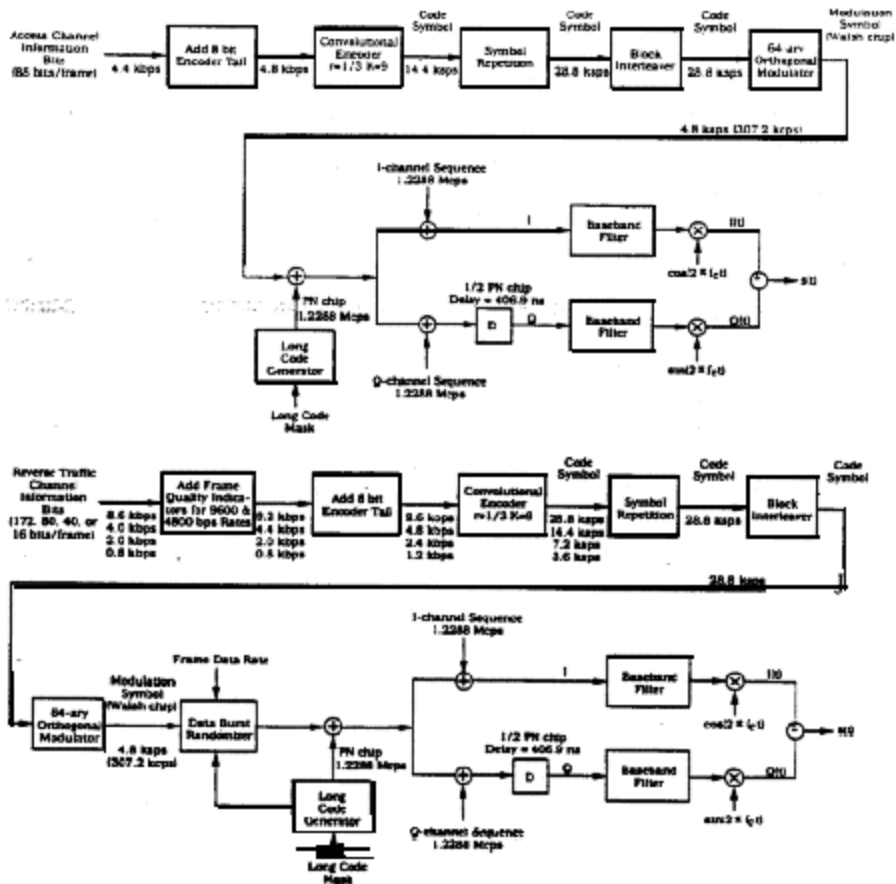 Access Channel
Information
Bits
(88 bits/frame)
4.4 kbps
Add 8 bit
Encoder Tail
4.8 kbps
Convolutional
Encoder
r=1/3 K=9
Code
Symbol
14.4 ksps
Symbol
Repetition
Code
Symbol
28.8 ksps
Block
Interleaver
Code
Symbol
28.8 ksps
64-ary
Orthogonal
Modulator
Modulation
Symbol
(Walsh chip)
4.8 ksps (307.2 kcps)
I-channel Sequence
1.2288 Mcps
I
Baseband
Filter
I(t)
cos(2 π fct)
PN chip
1.2288 Mcps
1/2 PN chip
Delay = 406.9 ns
D
Q
Baseband
Filter
Q(t)
s(t)
sin(2 π fct)
Long
Code
Generator
Q-channel Sequence
1.2288 Mcps
Long Code
Mask
Reverse Traffic
Channel
Information
Bits
(172, 80, 40, or
16 bits/frame)
8.6 kbps
4.0 kbps
2.0 kbps
0.8 kbps
Add Frame
Quality Indica-
tors for 9600 &
4800 bps Rates
9.2 kbps
4.4 kbps
2.0 kbps
0.8 kbps
Add 8 bit
Encoder Tail
9.6 kbps
4.8 kbps
2.4 kbps
1.2 kbps
Convolutional
Encoder
r=1/3
Code
Symbol
28.8 ksps
14.4 ksps
7.2 ksps
3.6 ksps
Symbol
Repetition
Code
Symbol
28.8 ksps
Block
Interleaver
Code
Symbol
28.8 ksps
I-channel Sequence
1.2288 Mcps
Frame Data Rate
64-ary
Orthogonal
Modulator
Modulation
Symbol
(Walsh chip)
4.8 ksps
(307.2 kcps)
Data Burst
Randomizer
PN chip
1.2288 Mcps
I
Baseband
Filter
I(t)
cos(2 π fct)
1/2 PN chip
Delay = 406.9 ns
D
Q
Baseband
Filter
Q(t)
s(t)
sin(2 π fct)
Long
Code
Generator
Q-channel Sequence
1.2288 Mcps
Long Code
Mask